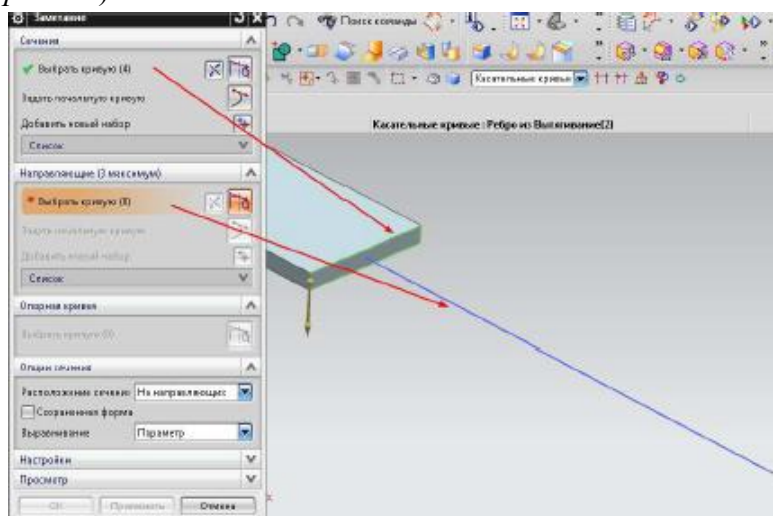 Заметание
Поиск команды
Сечения
Выбрать кривую (4)
Задать начальную кривую
Добавить новый набор
Список
Направляющие (3 максимум)
* Выбрать кривую (0)
Задать начальную кривую
Добавить новый набор
Список
Опорная кривая
Выбрать кривую (0)
Опции сечения
Расположение сечения На направляющих
Сохранения форма
Выравнивание Параметр
Настройки
Просмотр
ОК Применить Отмена
Касательные кривые
Касательные кривые : Ребро из Вытягивание(2)